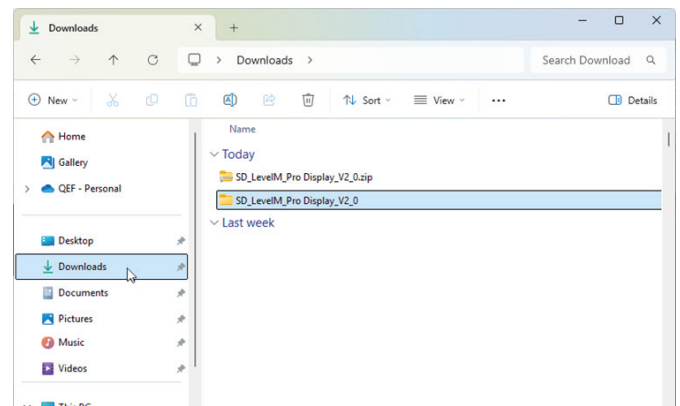 Downloads
Downloads
Search Download
New
Sort
View
Details
Home
Gallery
QEF - Personal
Desktop
Downloads
Documents
Pictures
Music
Videos
Name
Today
SD_LevelM_Pro Display_V2_0.zip
SD_LevelM_Pro Display_V2_0
Last week